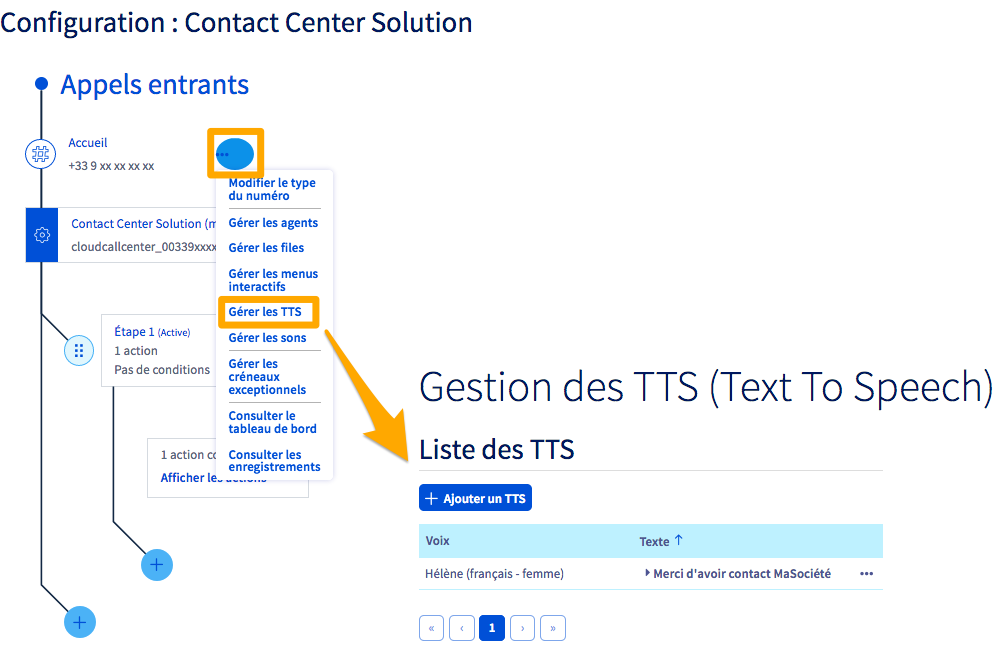 Configuration : Contact Center Solution
Appels entrants
Accueil
+33 9 xx xx xx xx
Modifier le type
du numéro
Contact Center Solution (m
cloudcallcenter_00339xxxx
Gérer les agents
Gérer les files
Gérer les menus
interactifs
Gérer les TTS
Gérer les sons
Gérer les
créneaux
exceptionnels
Consulter le
tableau de bord
Consulter les
enregistrements
Étape 1 (Active)
1 action
Pas de conditions
1 action co
Afficher les actions
Gestion des TTS (Text To Speech)
Liste des TTS
+ Ajouter un TTS
Voix Texte ↑
Hélène (français - femme) Merci d'avoir contact MaSociété ...
« ‹ 1 › »